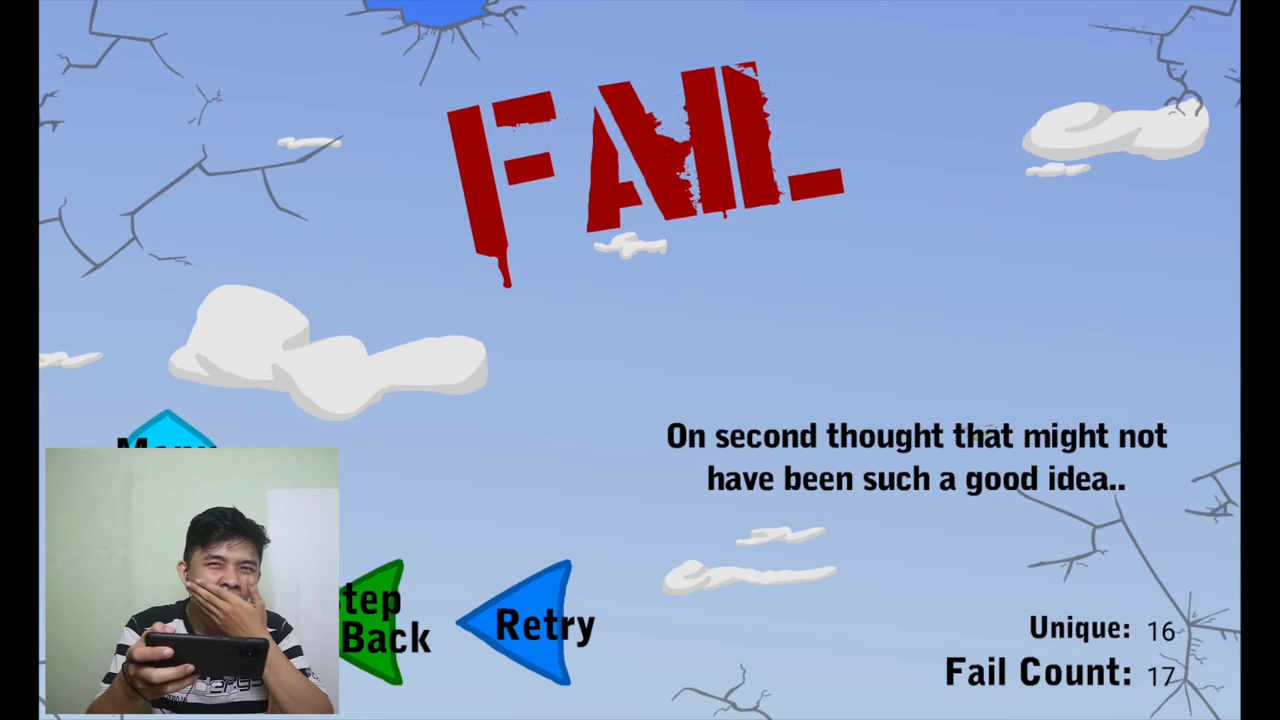 FAIL
On second thought that might not
have been such a good idea..
Step
Back
Retry
Unique: 16
Fail Count: 17